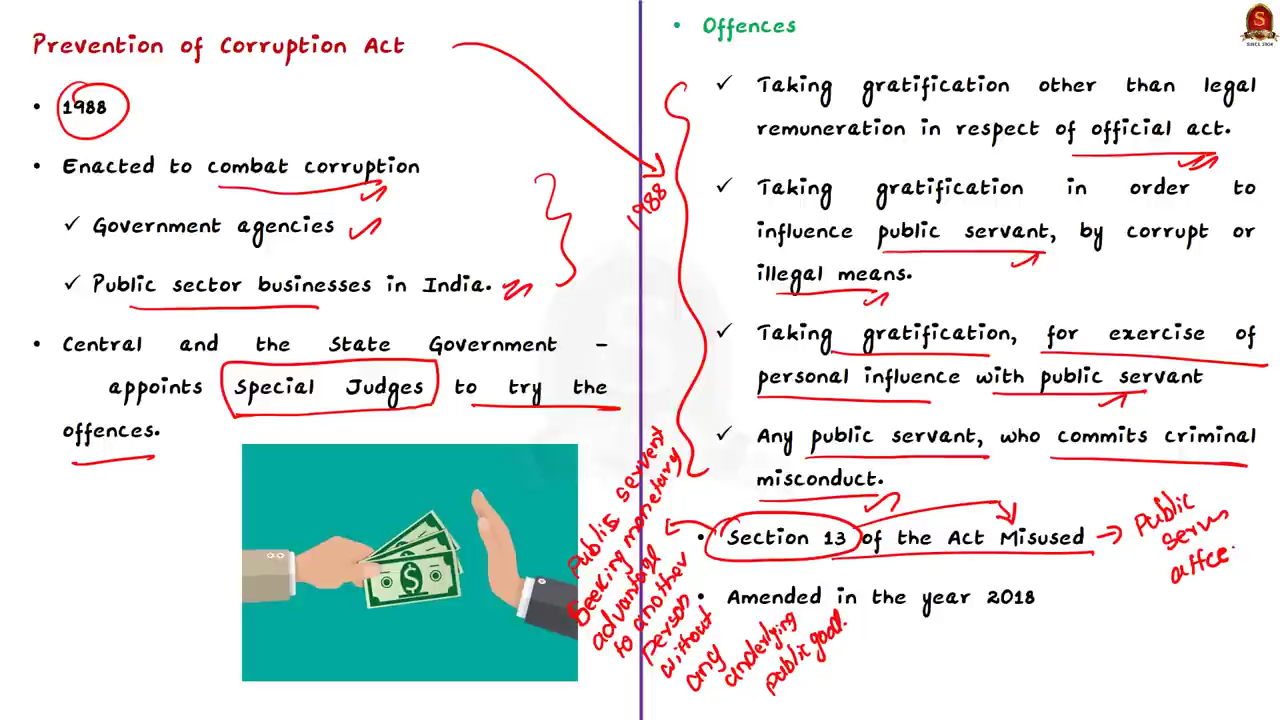 Prevention of Corruption Act
• 1988
• Enacted to combat corruption
✓ Government agencies
✓ Public sector businesses in India.
• Central and the State Government –
appoints Special Judges to try the
offences.
• Offences
✓ Taking gratification other than legal
remuneration in respect of official act.
✓ Taking gratification in order to
influence public servant, by corrupt or
illegal means.
✓ Taking gratification, for exercise of
personal influence with public servant
✓ Any public servant, who commits criminal
misconduct.
• Section 13 of the Act Misused
• Amended in the year 2018
1988
Public
servent
seeking monetary
advantage
to another
person
without
any
underlying
public good.
Public
S
SINCE 2004